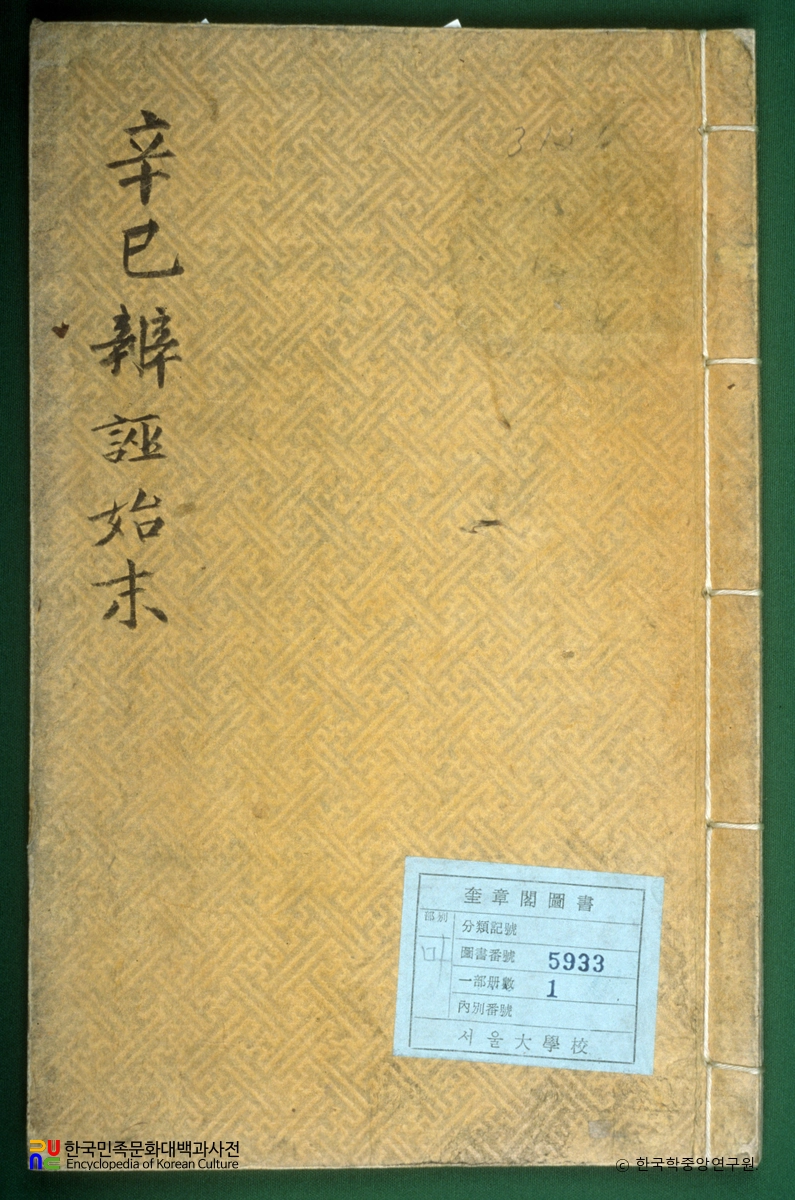 辛巳辨誣始末
奎章閣圖書
部別
分類記號
圖書番號 5933
一部册數 1
內別番號
서울大學校
한국민족문화대백과사전
Encyclopedia of Korean Culture
© 한국학중앙연구원